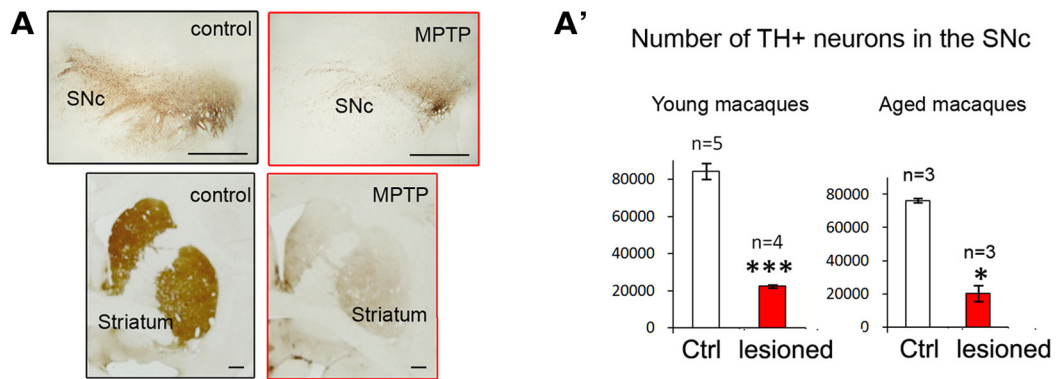 A
control
SNc
MPTP
SNc
control
Striatum
MPTP
Striatum
A’
Number of TH+ neurons in the SNc
Young macaques
n=5
80000
60000
40000
20000
0
n=4
***
Ctrl lesioned
Aged macaques
n=3
80000
60000
40000
20000
0
n=3
*
Ctrl lesioned